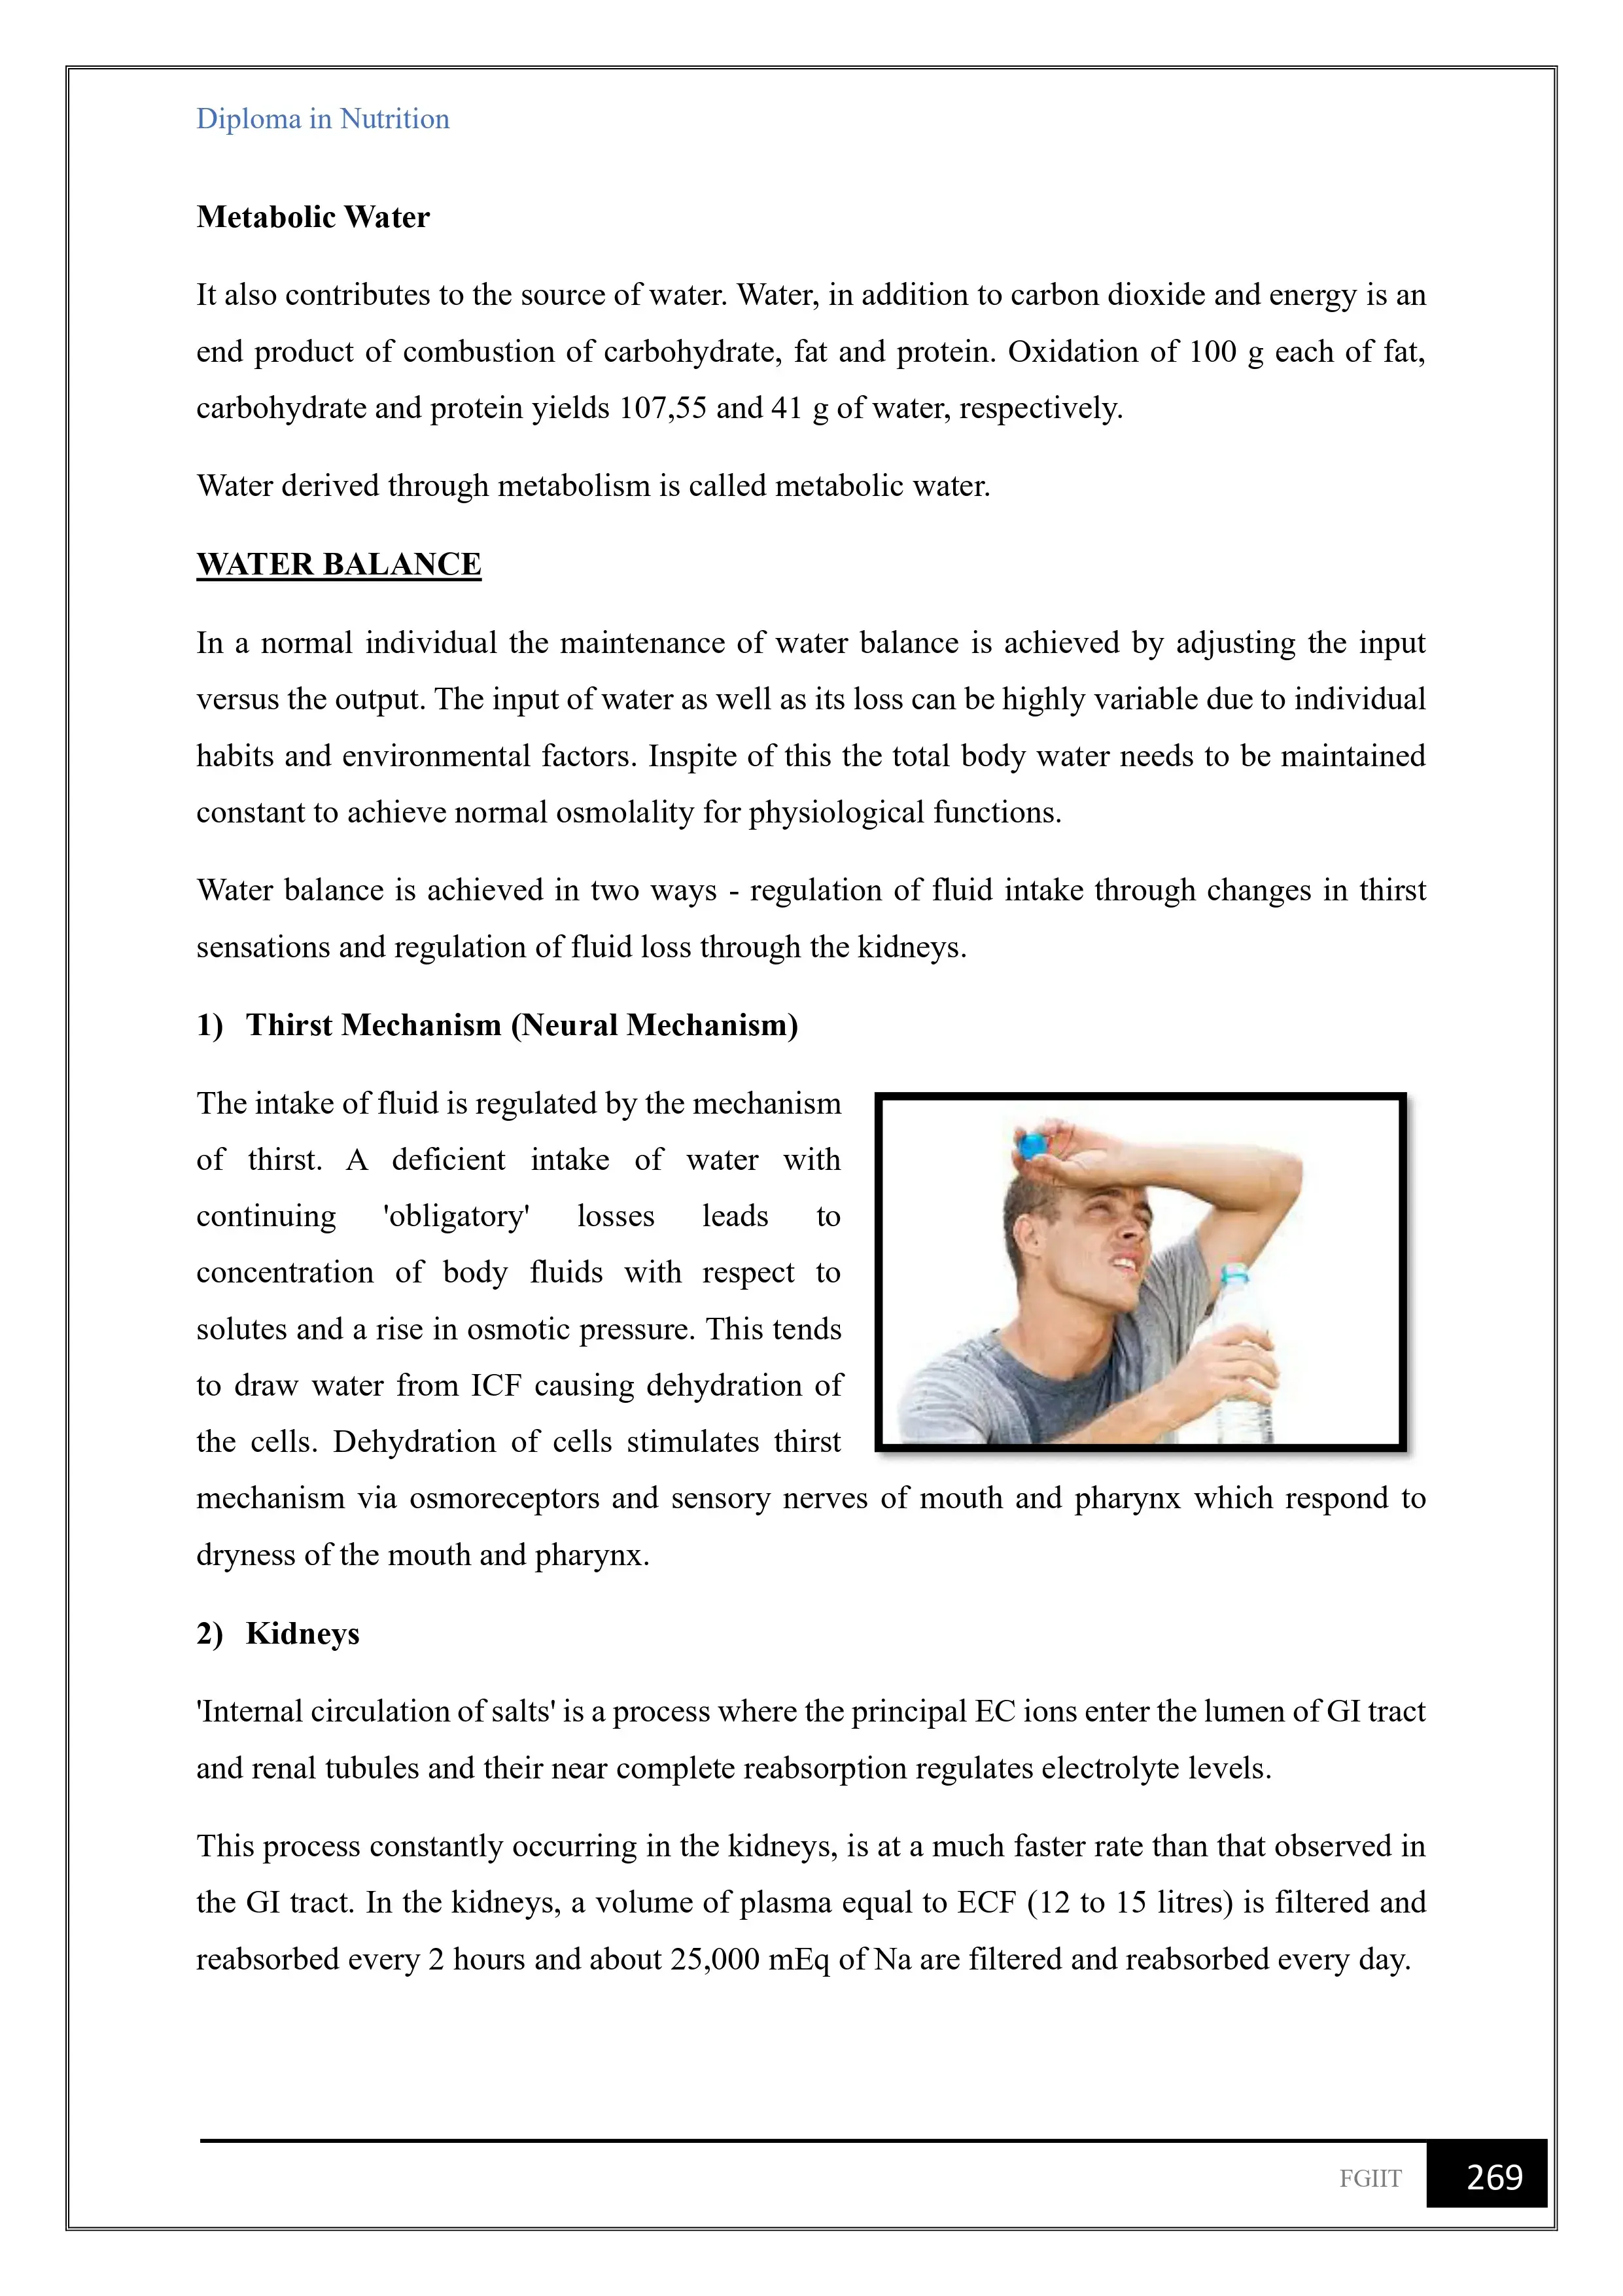 Diploma in Nutrition
Metabolic Water
It also contributes to the source of water. Water, in addition to carbon dioxide and energy is an
end product of combustion of carbohydrate, fat and protein. Oxidation of 100 g each of fat,
carbohydrate and protein yields 107,55 and 41 g of water, respectively.
Water derived through metabolism is called metabolic water.
WATER BALANCE
In a normal individual the maintenance of water balance is achieved by adjusting the input
versus the output. The input of water as well as its loss can be highly variable due to individual
habits and environmental factors. Inspite of this the total body water needs to be maintained
constant to achieve normal osmolality for physiological functions.
Water balance is achieved in two ways - regulation of fluid intake through changes in thirst
sensations and regulation of fluid loss through the kidneys.
1) Thirst Mechanism (Neural Mechanism)
The intake of fluid is regulated by the mechanism
of thirst. A deficient intake of water with
continuing 'obligatory' losses leads to
concentration of body fluids with respect to
solutes and a rise in osmotic pressure. This tends
to draw water from ICF causing dehydration of
the cells. Dehydration of cells stimulates thirst
mechanism via osmoreceptors and sensory nerves of mouth and pharynx which respond to
dryness of the mouth and pharynx.
2) Kidneys
'Internal circulation of salts' is a process where the principal EC ions enter the lumen of GI tract
and renal tubules and their near complete reabsorption regulates electrolyte levels.
This process constantly occurring in the kidneys, is at a much faster rate than that observed in
the GI tract. In the kidneys, a volume of plasma equal to ECF (12 to 15 litres) is filtered and
reabsorbed every 2 hours and about 25,000 mEq of Na are filtered and reabsorbed every day.
FGIIT 269